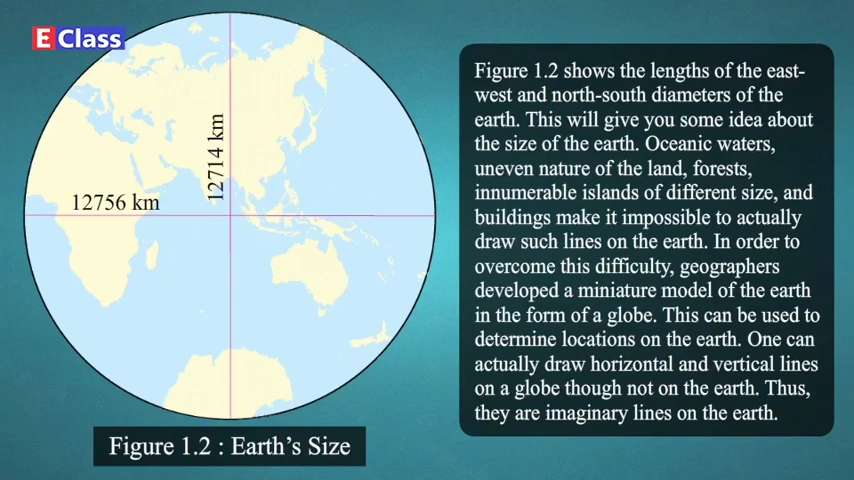 E Class
12714 km
12756 km
Figure 1.2 : Earth's Size
Figure 1.2 shows the lengths of the east-
west and north-south diameters of the
earth. This will give you some idea about
the size of the earth. Oceanic waters,
uneven nature of the land, forests,
innumerable islands of different size, and
buildings make it impossible to actually
draw such lines on the earth. In order to
overcome this difficulty, geographers
developed a miniature model of the earth
in the form of a globe. This can be used to
determine locations on the earth. One can
actually draw horizontal and vertical lines
on a globe though not on the earth. Thus,
they are imaginary lines on the earth.